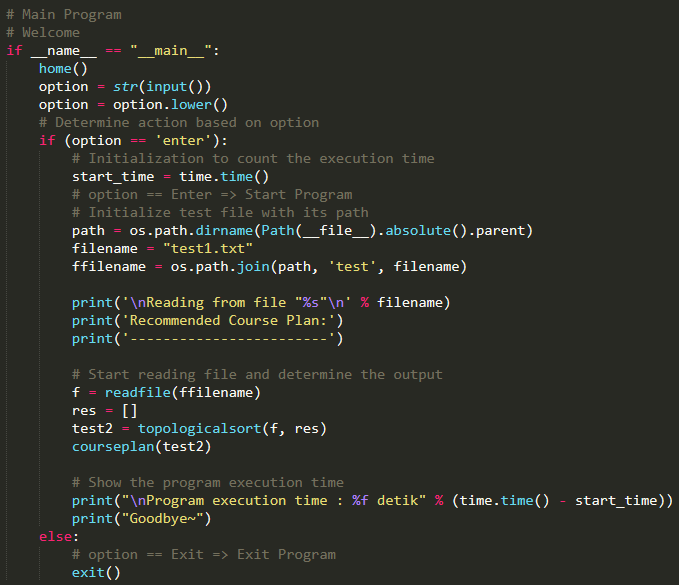 # Main Program
# Welcome
if __name__ == "__main__":
    home()
    option = str(input())
    option = option.lower()
    # Determine action based on option
    if (option == 'enter'):
        # Initialization to count the execution time
        start_time = time.time()
        # option == Enter => Start Program
        # Initialize test file with its path
        path = os.path.dirname(Path(__file__).absolute().parent)
        filename = "test1.txt"
        ffilename = os.path.join(path, 'test', filename)

        print('\nReading from file "%s"\n' % filename)
        print('Recommended Course Plan:')
        print('------------------------')

        # Start reading file and determine the output
        f = readfile(ffilename)
        res = []
        test2 = topologicalsort(f, res)
        courseplan(test2)

        # Show the program execution time
        print("\nProgram execution time : %f detik" % (time.time() - start_time))
        print("Goodbye~")
    else:
        # option == Exit => Exit Program
        exit()